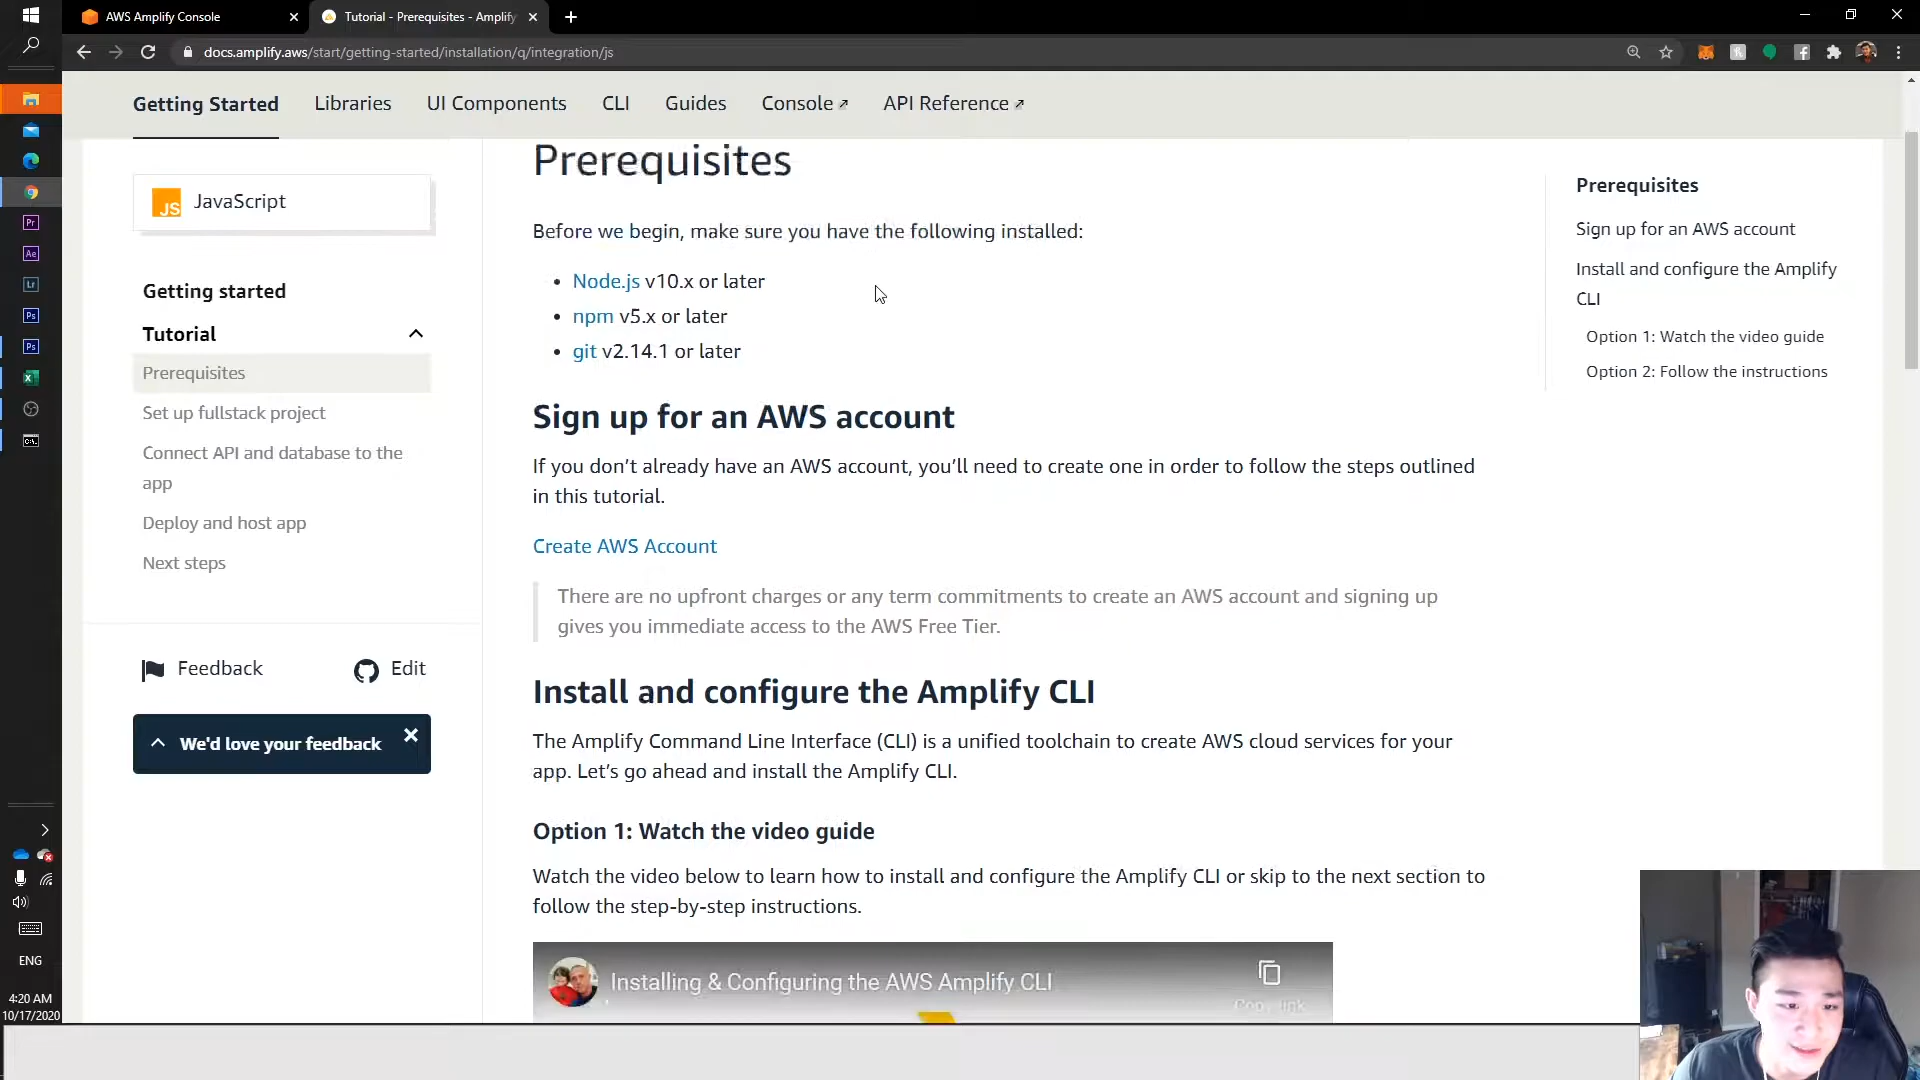 AWS Amplify Console
Tutorial - Prerequisites - Amplify
docs.amplify.aws/start/getting-started/installation/q/integration/js
Getting Started Libraries UI Components CLI Guides Console API Reference
JS JavaScript
Getting started
Tutorial
Prerequisites
Set up fullstack project
Connect API and database to the
app
Deploy and host app
Next steps
Feedback Edit
We'd love your feedback
Prerequisites
Before we begin, make sure you have the following installed:
• Node.js v10.x or later
• npm v5.x or later
• git v2.14.1 or later
Sign up for an AWS account
If you don’t already have an AWS account, you’ll need to create one in order to follow the steps outlined
in this tutorial.
Create AWS Account
There are no upfront charges or any term commitments to create an AWS account and signing up
gives you immediate access to the AWS Free Tier.
Install and configure the Amplify CLI
The Amplify Command Line Interface (CLI) is a unified toolchain to create AWS cloud services for your
app. Let’s go ahead and install the Amplify CLI.
Option 1: Watch the video guide
Watch the video below to learn how to install and configure the Amplify CLI or skip to the next section to
follow the step-by-step instructions.
Installing & Configuring the AWS Amplify CLI
Copy link
Prerequisites
Sign up for an AWS account
Install and configure the Amplify
CLI
Option 1: Watch the video guide
Option 2: Follow the instructions
Pr
Ae
Lr
Ps
Ps
ENG
4:20 AM
10/17/2020